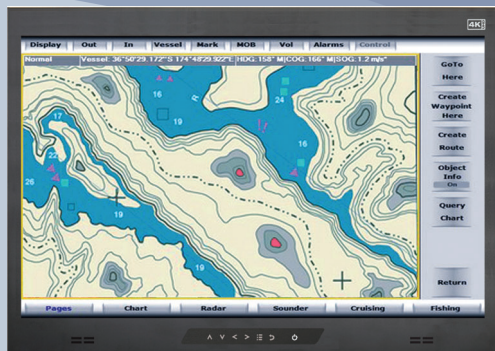 4K
Display Out In Vessel Mark MOB Vol Alarms Control
Normal Vessel: 36°50'29.172"S 174°48'29.922"E HDG:158° M COG: 166° M SOG:1.2 m/s
GoTo
Here
Create
Waypoint
Here
Create
Route
Object
Info
On
Query
Chart
Return
16
24
19
17
16
22
26
19
19
Pages Chart Radar Sounder Cruising Fishing